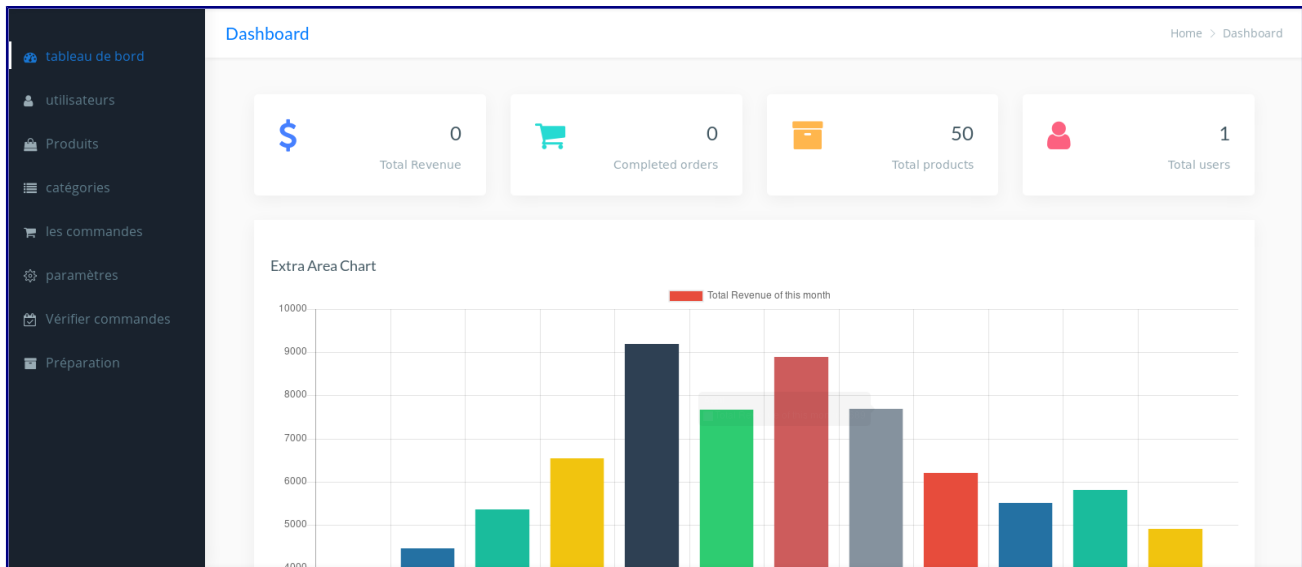 Dashboard
Home > Dashboard
tableau de bord
utilisateurs
Produits
catégories
les commandes
paramètres
Vérifier commandes
Préparation
0
Total Revenue
0
Completed orders
50
Total products
1
Total users
Extra Area Chart
Total Revenue of this month
10000
9000
8000
7000
6000
5000
4000